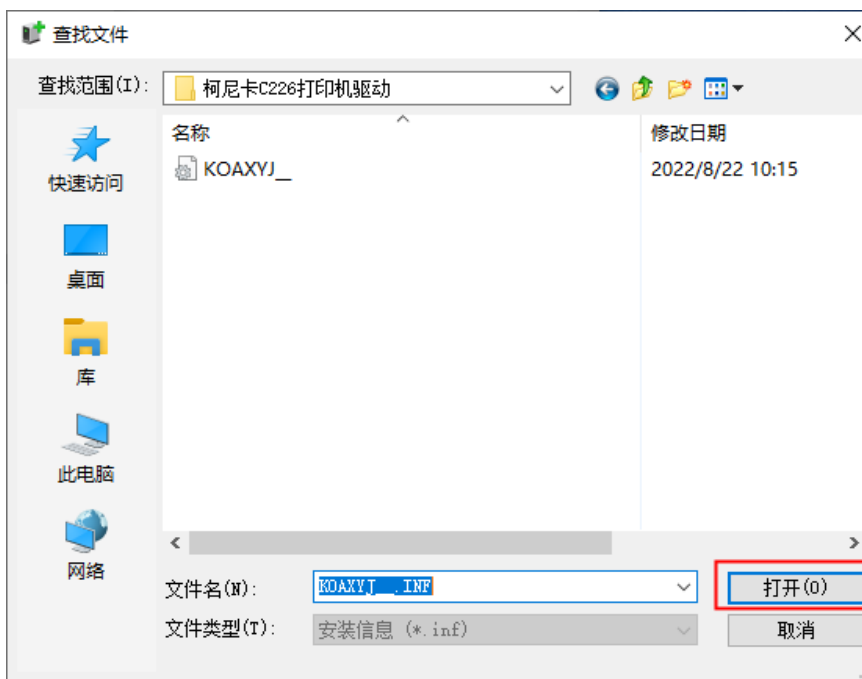 查找文件
查找范围(I): 柯尼卡C226打印机驱动
名称 修改日期
KOAXYJ__ 2022/8/22 10:15
快速访问
桌面
库
此电脑
网络
文件名(N): KOAXYJ__.INF 打开(O)
文件类型(T): 安装信息 (*.inf) 取消